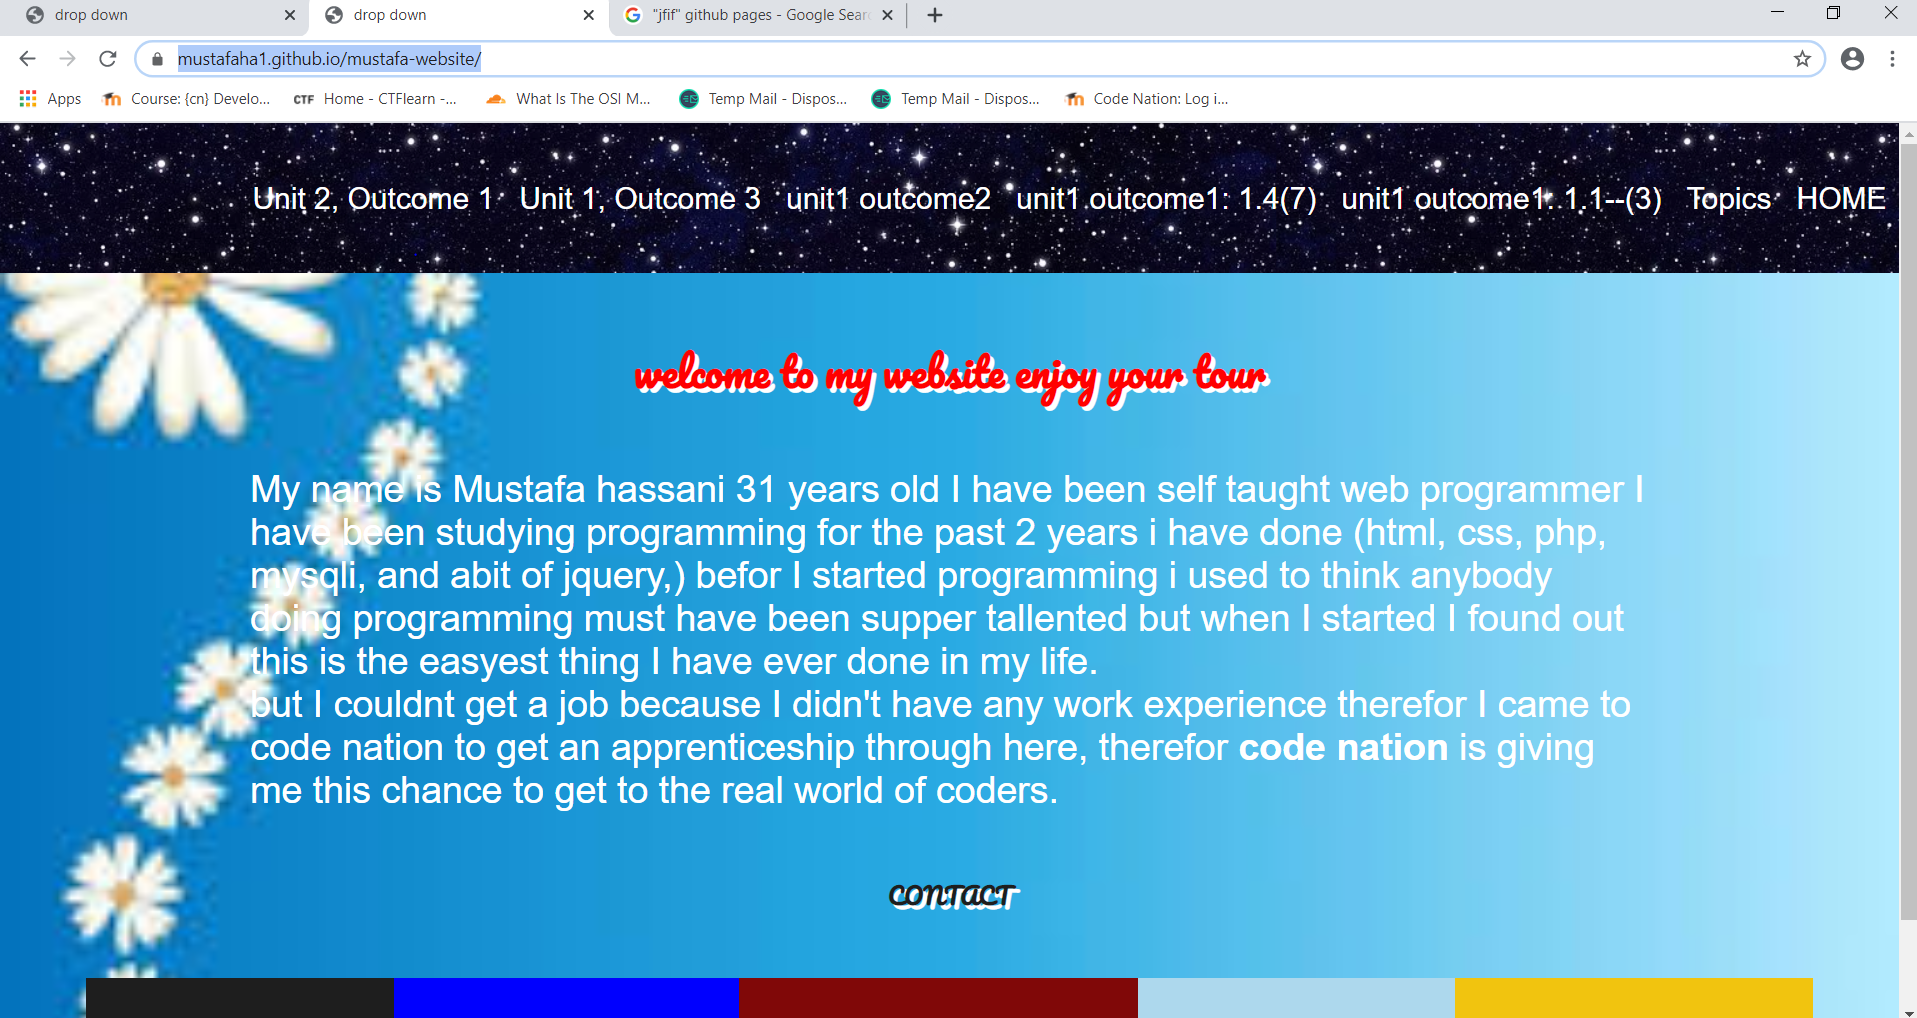 drop down
drop down
"jfif" github pages - Google Sear
mustafaha1.github.io/mustafa-website/
Apps
Course: {cn} Develo...
CTF Home - CTFlearn -...
What Is The OSI M...
Temp Mail - Dispos...
Temp Mail - Dispos...
Code Nation: Log i...
Unit 2, Outcome 1 Unit 1, Outcome 3 unit1 outcome2 unit1 outcome1: 1.4(7) unit1 outcome1: 1.1--(3) Topics HOME
welcome to my website enjoy your tour
My name is Mustafa hassani 31 years old I have been self taught web programmer I
have been studying programming for the past 2 years i have done (html, css, php,
mysqli, and abit of jquery,) befor I started programming i used to think anybody
doing programming must have been supper tallented but when I started I found out
this is the easyest thing I have ever done in my life.
but I couldnt get a job because I didn't have any work experience therefor I came to
code nation to get an apprenticeship through here, therefor code nation is giving
me this chance to get to the real world of coders.
CONTACT